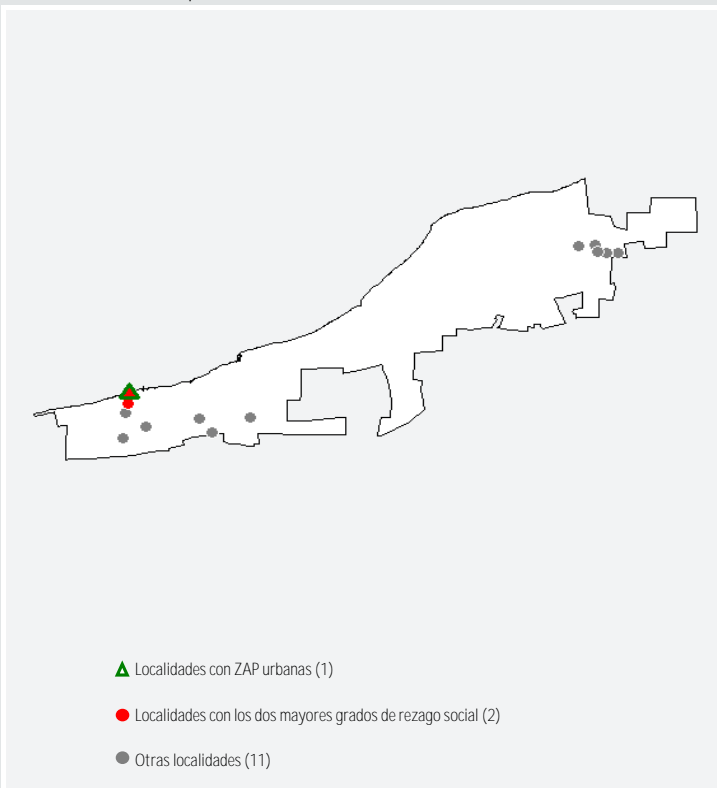 Localidades con ZAP urbanas (1)
Localidades con los dos mayores grados de rezago social (2)
Otras localidades (11)